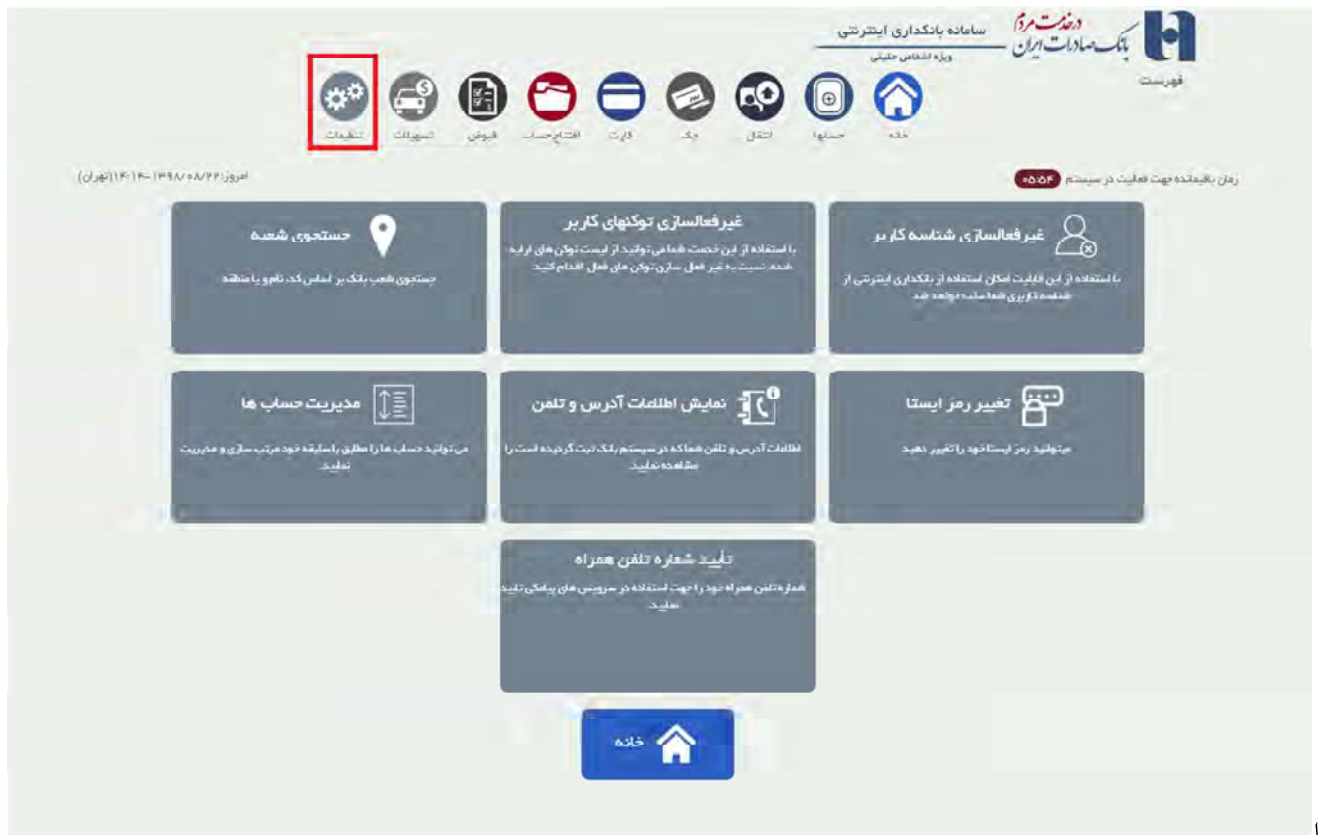 در خدمت مردم
بانک صادرات ایران
سامانه بانکداری اینترنتی
ویژه اشخاص حقیقی
فهرست
خانه
حسابها
انتقال
چک
کارت
افتتاح حساب
قبوض
تسهیلات
تنظیمات
زمان باقیمانده جهت فعالیت در سیستم ۰۵:۵۴
امروز: ۱۳۹۸/۰۸/۲۲ - ۱۴:۱۴ (تهران)
غیرفعالسازی شناسه کاربر
با استفاده از این قابلیت امکان استفاده از بانکداری اینترنتی از
شناسه کاربری شما سلب خواهد شد
غیرفعالسازی توکنهای کاربر
با استفاده از این خدمت، شما می توانید از لیست توکن های ارایه
شده، نسبت به غیر فعال سازی توکن های فعال اقدام کنید
جستجوی شعبه
جستجوی شعب بانک بر اساس کد، نام و یا منطقه
تغییر رمز ایستا
میتوانید رمز ایستا خود را تغییر دهید
نمایش اطلاعات آدرس و تلفن
اطلاعات آدرس و تلفن شما که در سیستم بانک ثبت گردیده است را
مشاهده نمایید
مدیریت حساب ها
می توانید حساب ها را مطابق با سلیقه خود مرتب سازی و مدیریت
نمایید
تأیید شماره تلفن همراه
شماره تلفن همراه خود را جهت استفاده در سرویس های پیامکی تایید
نمایید
خانه